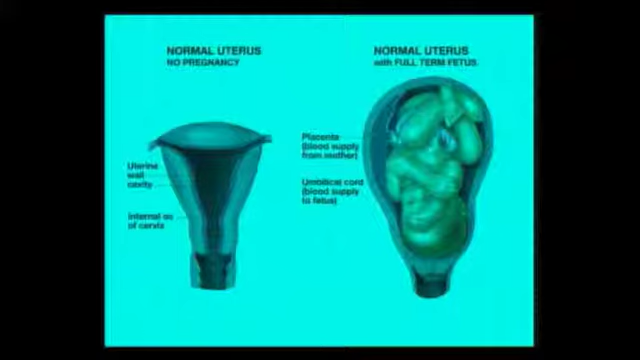 NORMAL UTERUS
NO PREGNANCY
NORMAL UTERUS
with FULL TERM FETUS
Uterine
wall
cavity
Internal os
of cervix
Placenta
(blood supply
from mother)
Umbilical cord
(blood supply
to fetus)